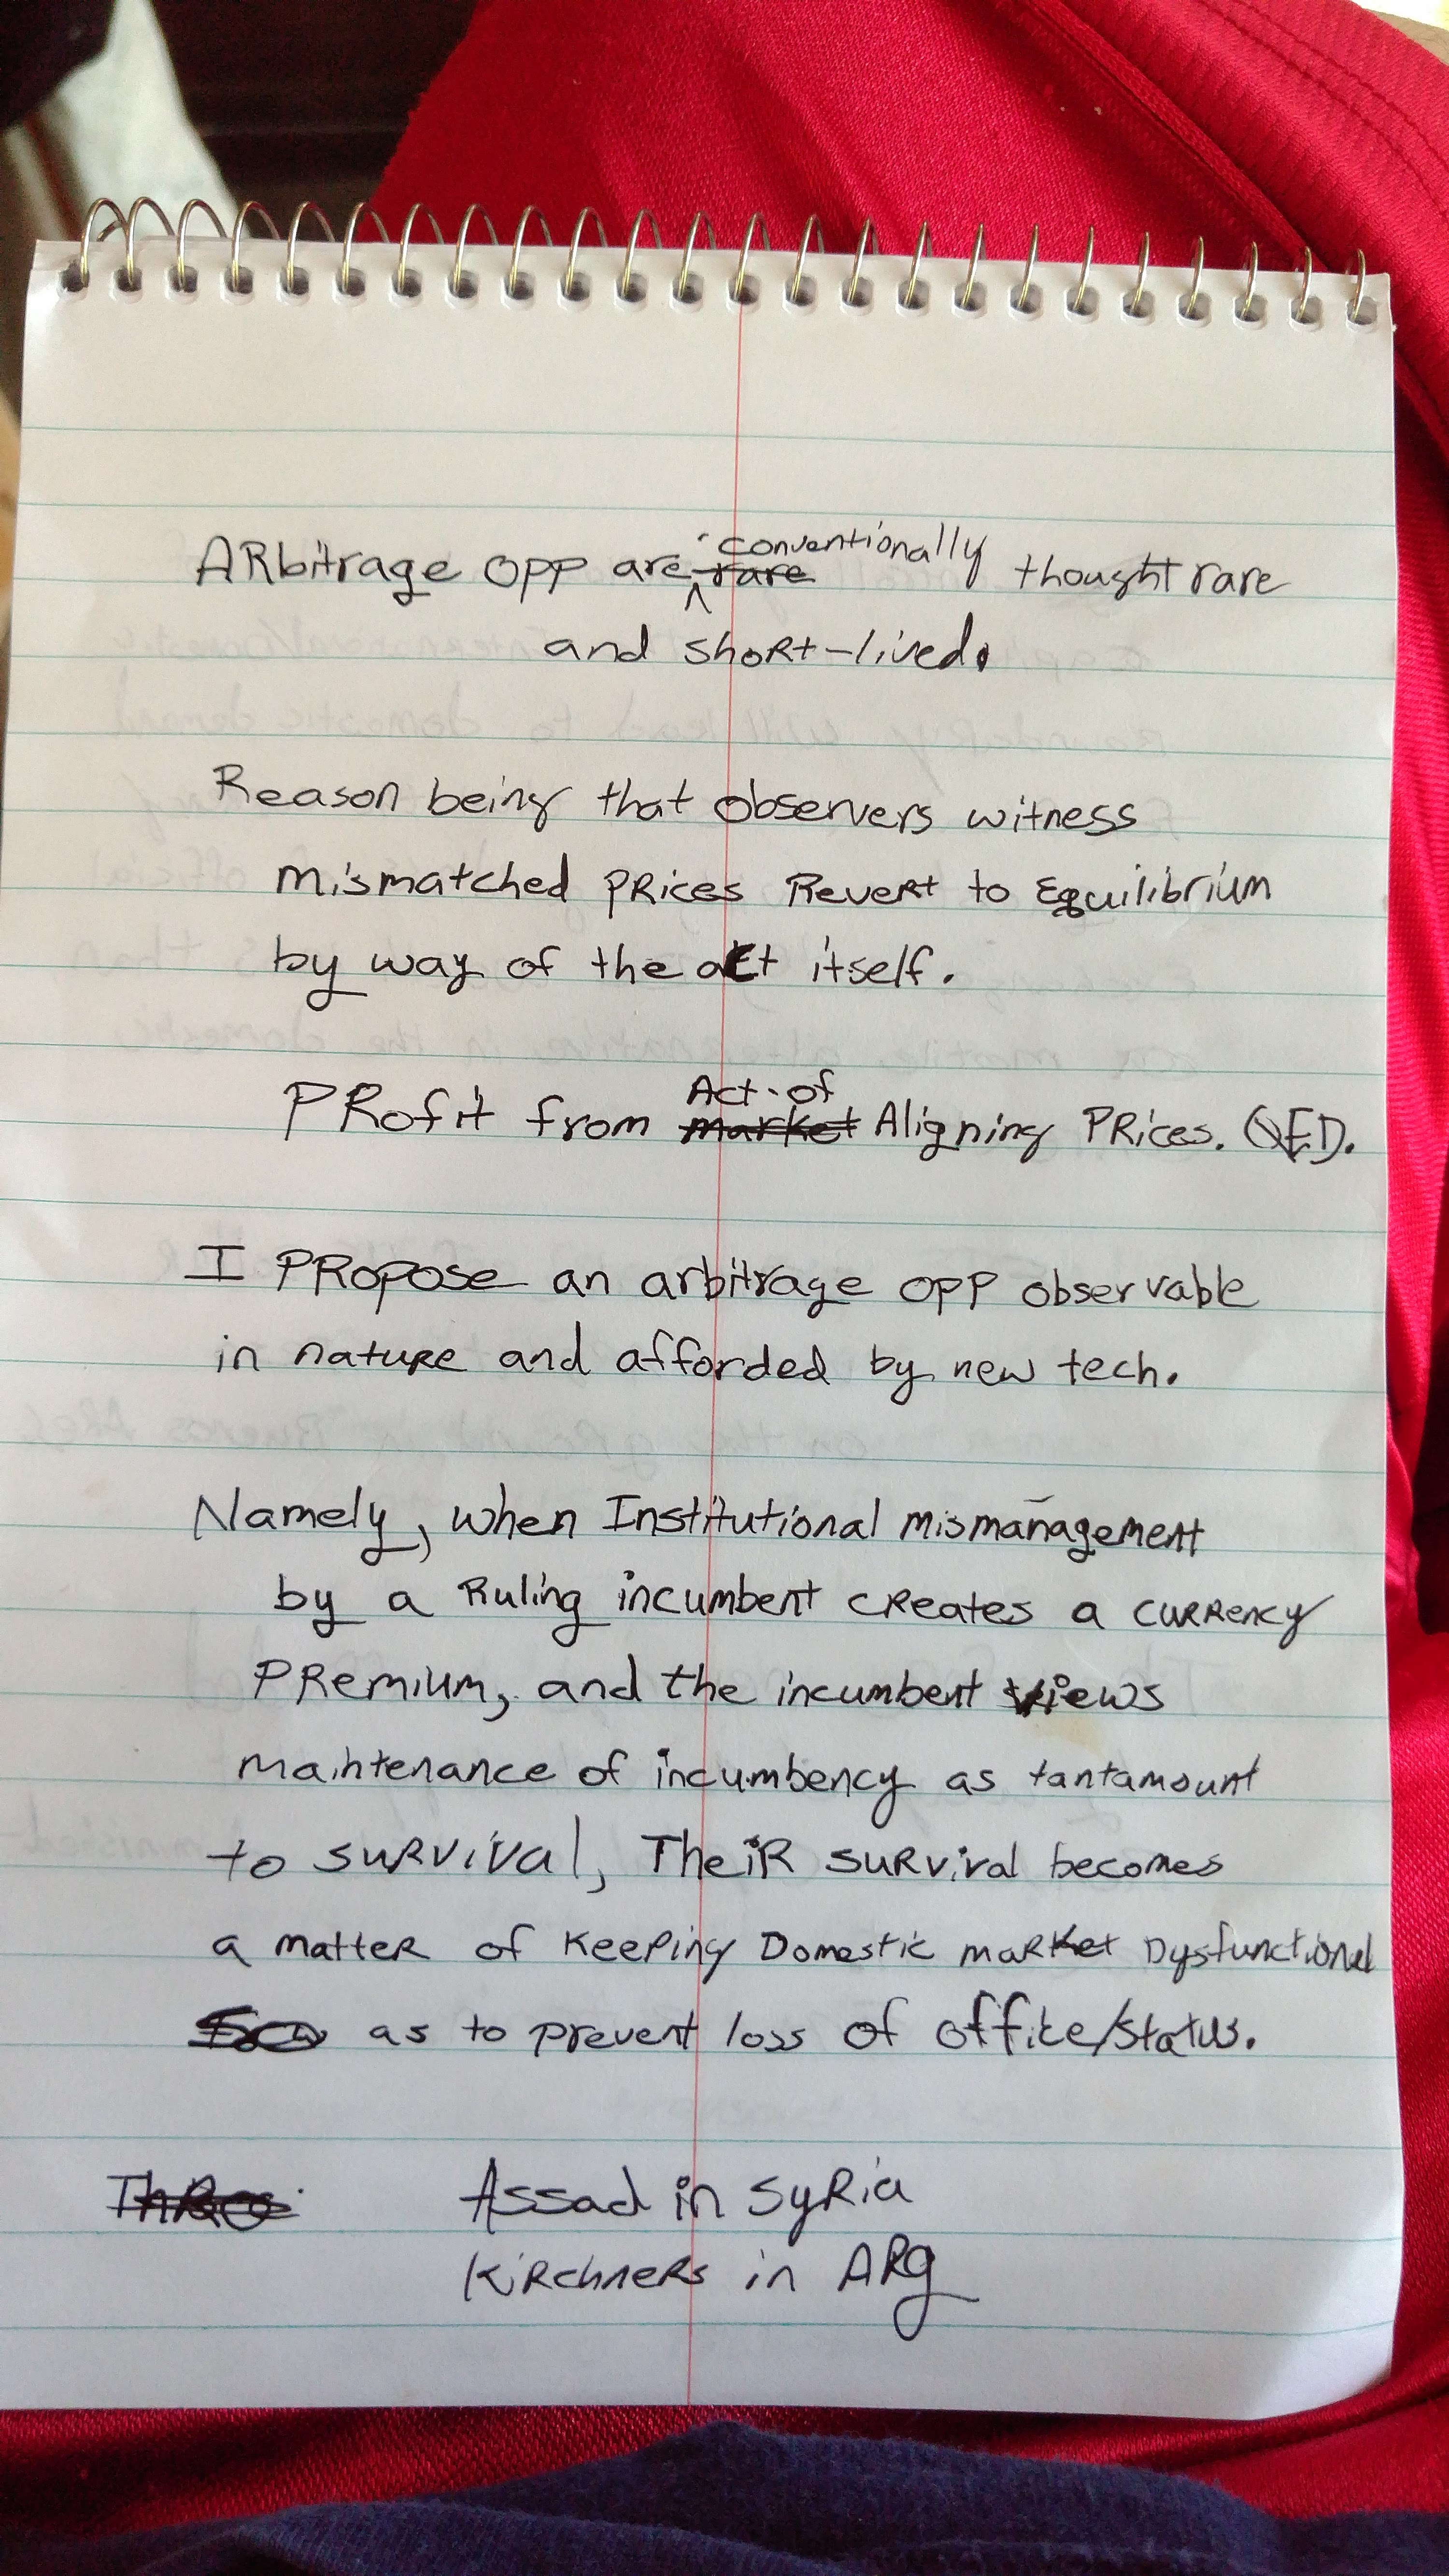 ARbitrage opp are conventionally thought rare
and short-lived.
Reason being that observers witness
mismatched prices revert to Equilibrium
by way of the act itself.
Profit from Act of Aligning Prices. QED.
I PROPOSE an arbitrage opp observable
in nature and afforded by new tech.
Namely, when Institutional mismanagement
by a Ruling incumbent creates a currency
premium, and the incumbent views
maintenance of incumbency as tantamount
to survival, Their survival becomes
a matter of keeping Domestic market Dysfunctional
as to prevent loss of office/status.
Assad in Syria
Kirchners in ARg